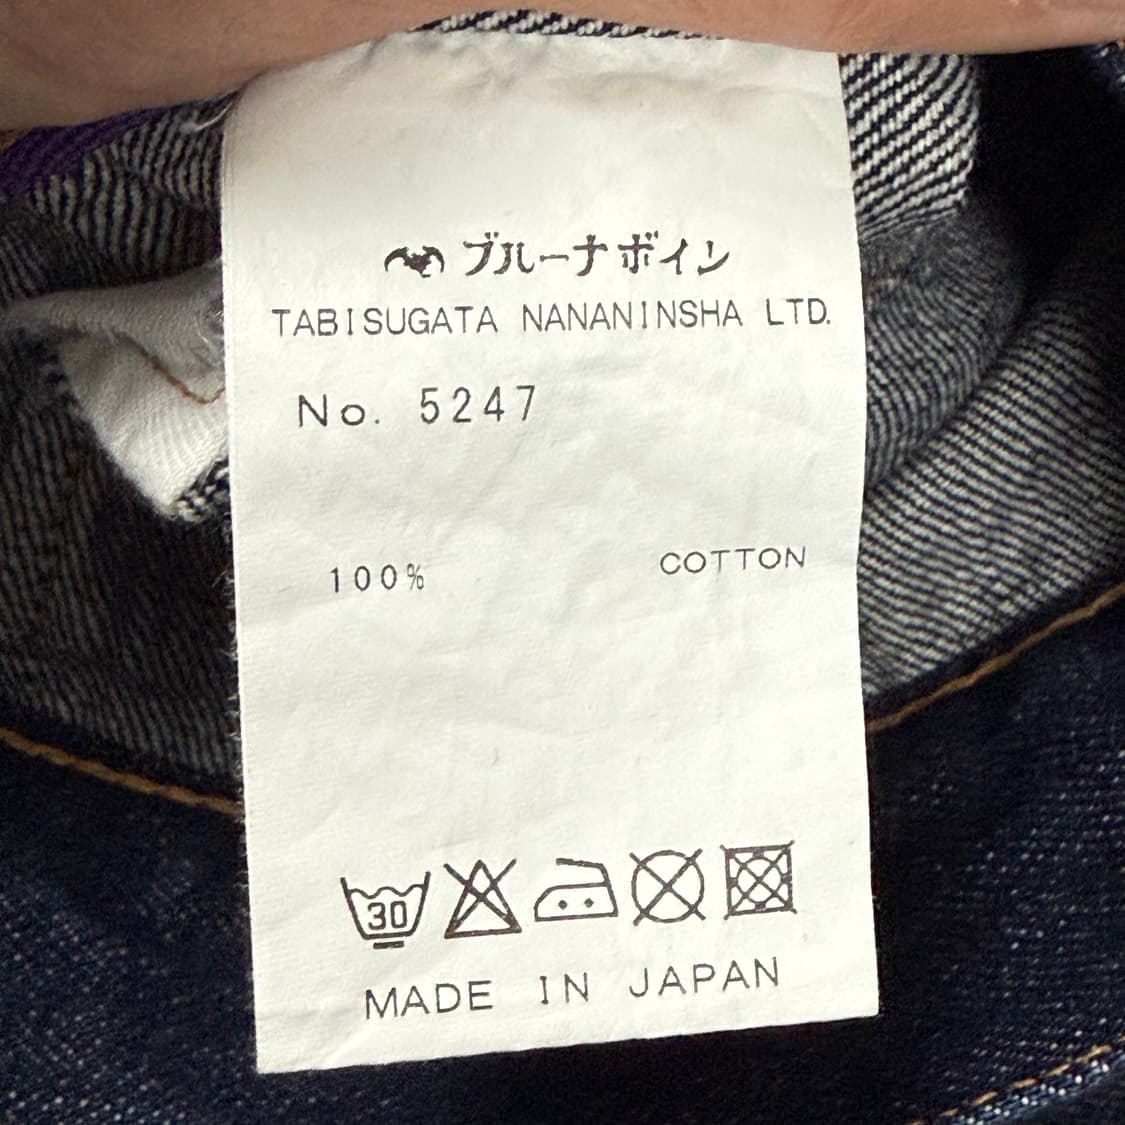 ブルーナボイン
TABISUGATA NANANINSHA LTD.
No. 5247
100% COTTON
30
MADE IN JAPAN